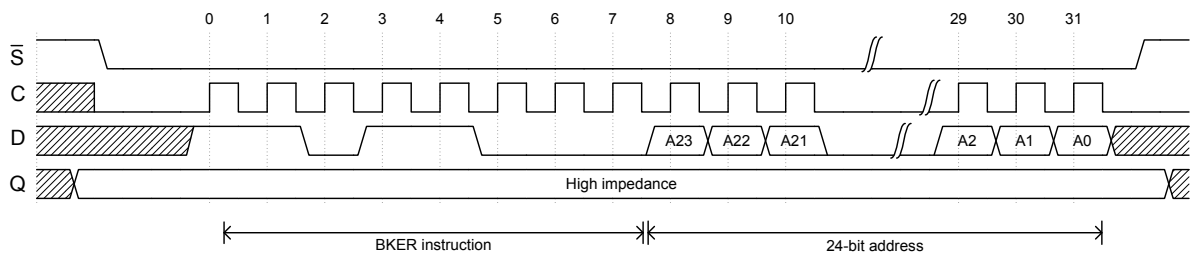 0 1 2 3 4 5 6 7 8 9 10 29 30 31
S̅
C
D A23 A22 A21 A2 A1 A0
Q High impedance
BKER instruction 24-bit address